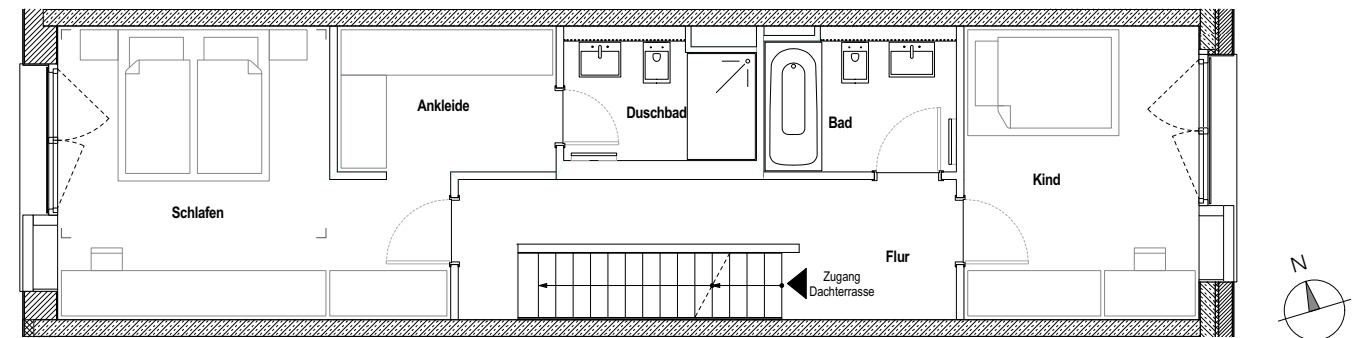 Ankleide
Duschbad
Bad
Kind
Schlafen
Flur
Zugang
Dachterrasse
N